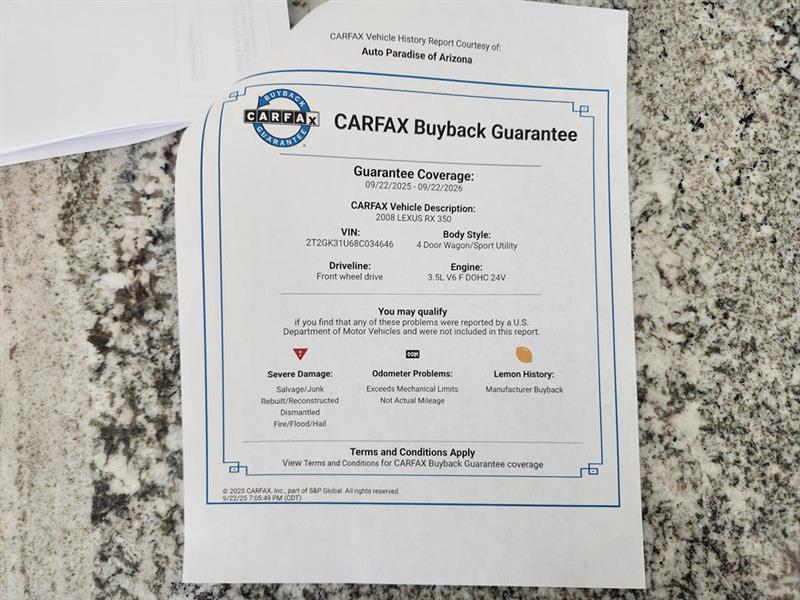 CARFAX Vehicle History Report Courtesy of:
Auto Paradise of Arizona
BUYBACK
CARFAX
GUARANTEE
CARFAX Buyback Guarantee
Guarantee Coverage:
09/22/2025 - 09/22/2026
CARFAX Vehicle Description:
2008 LEXUS RX 350
VIN:
2T2GK31U68C034646
Body Style:
4 Door Wagon/Sport Utility
Driveline:
Front wheel drive
Engine:
3.5L V6 F DOHC 24V
You may qualify
if you find that any of these problems were reported by a U.S.
Department of Motor Vehicles and were not included in this report.
Severe Damage:
Salvage/Junk
Rebuilt/Reconstructed
Dismantled
Fire/Flood/Hail
Odometer Problems:
Exceeds Mechanical Limits
Not Actual Mileage
Lemon History:
Manufacturer Buyback
Terms and Conditions Apply
View Terms and Conditions for CARFAX Buyback Guarantee coverage
© 2025 CARFAX, Inc., part of S&P Global. All rights reserved.
9/22/25 7:05:49 PM (CDT)